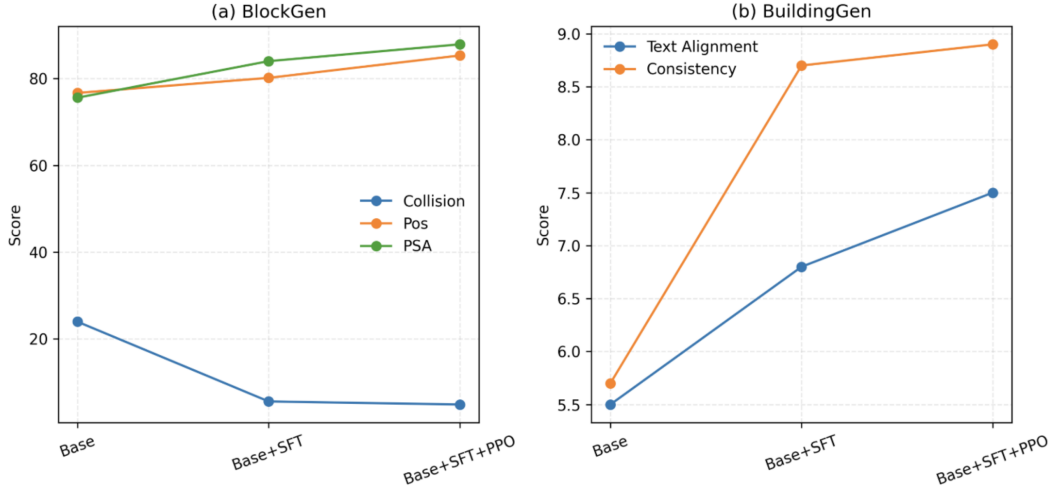 (a) BlockGen
Score
80
60
40
20
Collision
Pos
PSA
Base
Base+SFT
Base+SFT+PPO
(b) BuildingGen
Score
9.0
8.5
8.0
7.5
7.0
6.5
6.0
5.5
Text Alignment
Consistency
Base
Base+SFT
Base+SFT+PPO